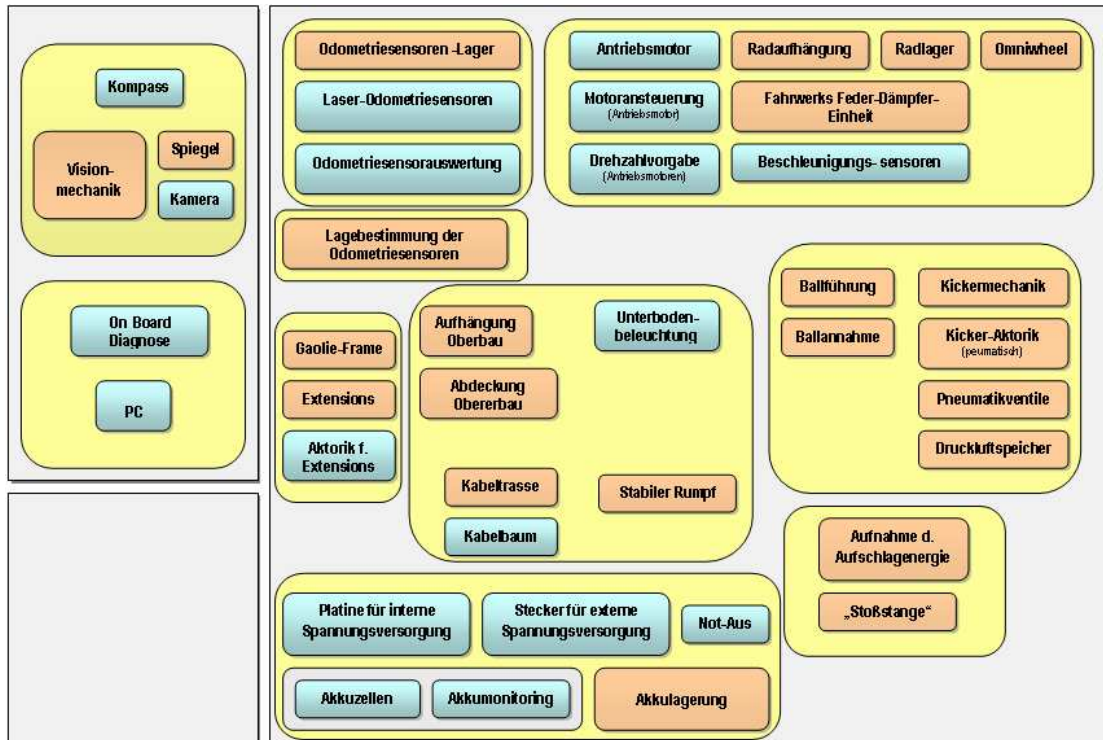 Kompass
Vision-
mechanik
Spiegel
Kamera
On Board
Diagnose
PC
Odometriesensoren -Lager
Laser-Odometriesensoren
Odometriesensorauswertung
Lagebestimmung der
Odometriesensoren
Antriebsmotor
Radaufhängung
Radlager
Omniwheel
Motoransteuerung
(Antriebsmotor)
Fahrwerks Feder-Dämpfer-
Einheit
Drehzahlvorgabe
(Antriebsmotoren)
Beschleunigungs- sensoren
Gaolie-Frame
Extensions
Aktorik f.
Extensions
Aufhängung
Oberbau
Unterboden-
beleuchtung
Abdeckung
Obererbau
Kabeltrasse
Stabiler Rumpf
Kabelbaum
Ballführung
Kickermechanik
Ballannahme
Kicker-Aktorik
(peumatisch)
Pneumatikventile
Druckluftspeicher
Aufnahme d.
Aufschlagenergie
„Stoßstange“
Platine für interne
Spannungsversorgung
Stecker für externe
Spannungsversorgung
Not-Aus
Akkuzellen
Akkumonitoring
Akkulagerung